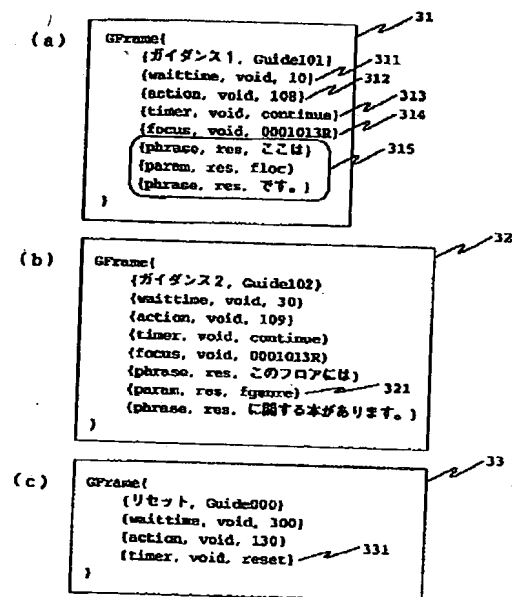 31
(a) GFrame{
{ガイダンス1, Guide101}
{waittime, void, 10} 311
{action, void, 108} 312
{timer, void, continue} 313
{focus, void, 0001013R} 314
{phrase, res, ここは} 315
{param, res, floc}
{phrase, res, です。}
}
32
(b) GFrame{
{ガイダンス2, Guide102}
{waittime, void, 30}
{action, void, 109}
{timer, void, continue}
{focus, void, 0001013R}
{phrase, res, このフロアには}
{param, res, fgenre} 321
{phrase, res, に関する本があります。}
}
33
(c) GFrame{
{リセット, Guide000}
{waittime, void, 300}
{action, void, 130}
{timer, void, reset} 331
}